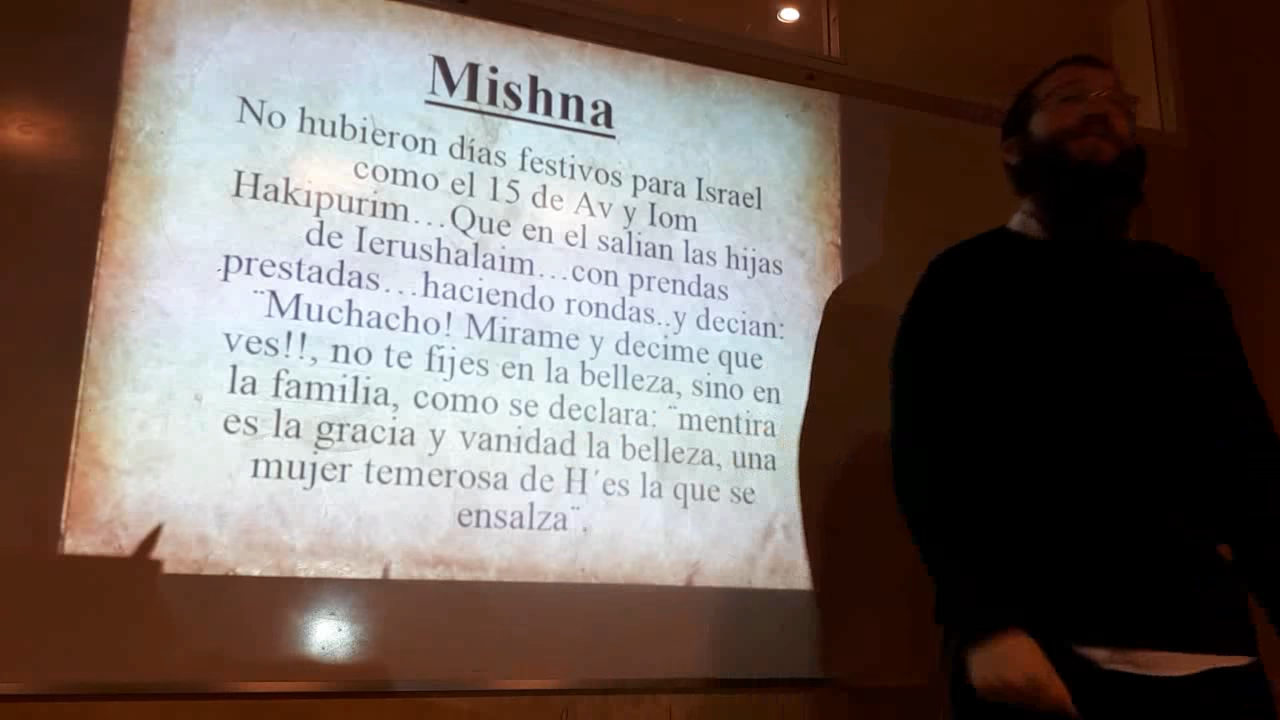 Mishna
No hubieron días festivos para Israel
como el 15 de Av y Iom
Hakipurim…Que en el salian las hijas
de Ierushalaim…con prendas
prestadas…haciendo rondas..y decian:
¨Muchacho! Mirame y decime que
ves!!, no te fijes en la belleza, sino en
la familia, como se declara: ¨mentira
es la gracia y vanidad la belleza, una
mujer temerosa de H´es la que se
ensalza¨.